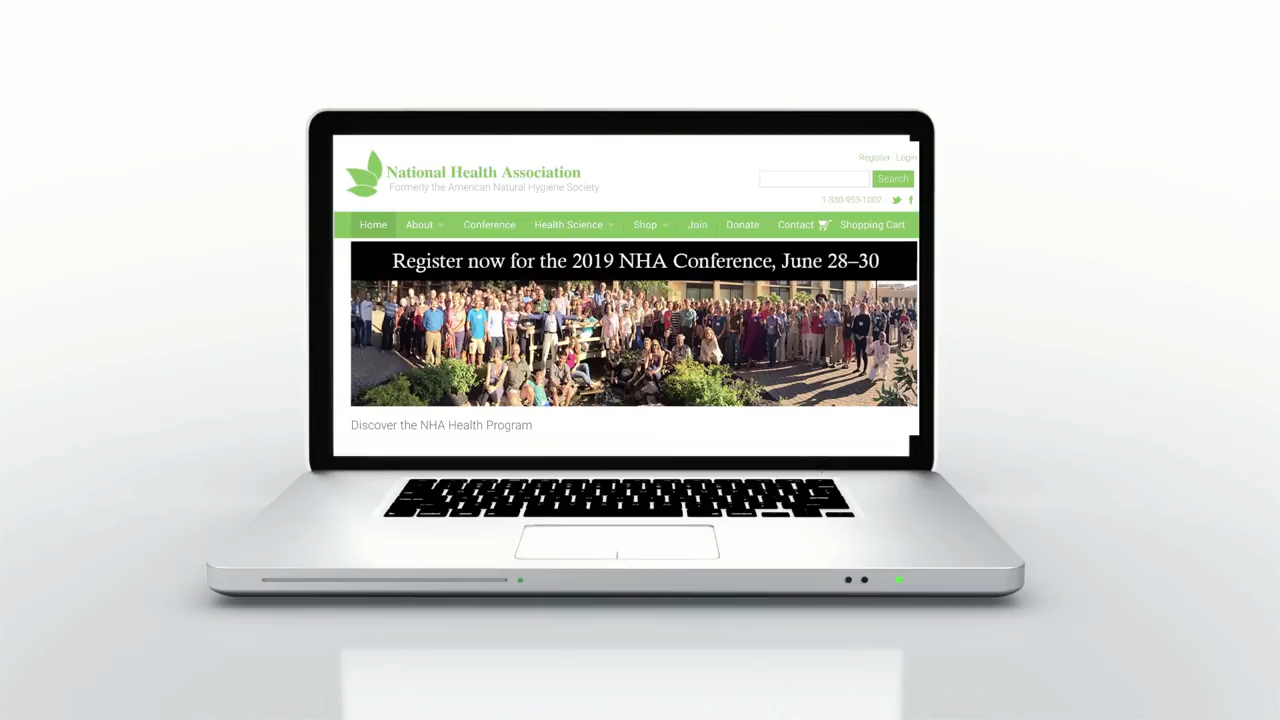 National Health Association
Formerly the American Natural Hygiene Society
Register Login
Search
1-330-953-1002
Home About Conference Health Science Shop Join Donate Contact Shopping Cart
Register now for the 2019 NHA Conference, June 28–30
Discover the NHA Health Program